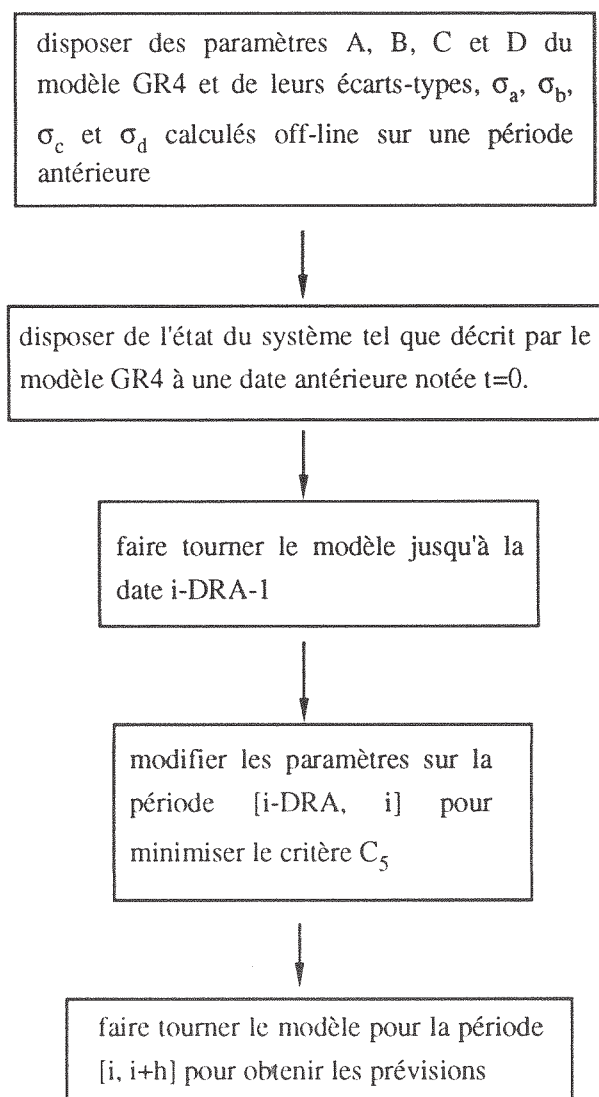 disposer des paramètres A, B, C et D du
modèle GR4 et de leurs écarts-types, σa, σb,
σc et σd calculés off-line sur une période
antérieure
disposer de l'état du système tel que décrit par le
modèle GR4 à une date antérieure notée t=0.
faire tourner le modèle jusqu'à la
date i-DRA-1
modifier les paramètres sur la
période [i-DRA, i] pour
minimiser le critère C5
faire tourner le modèle pour la période
[i, i+h] pour obtenir les prévisions